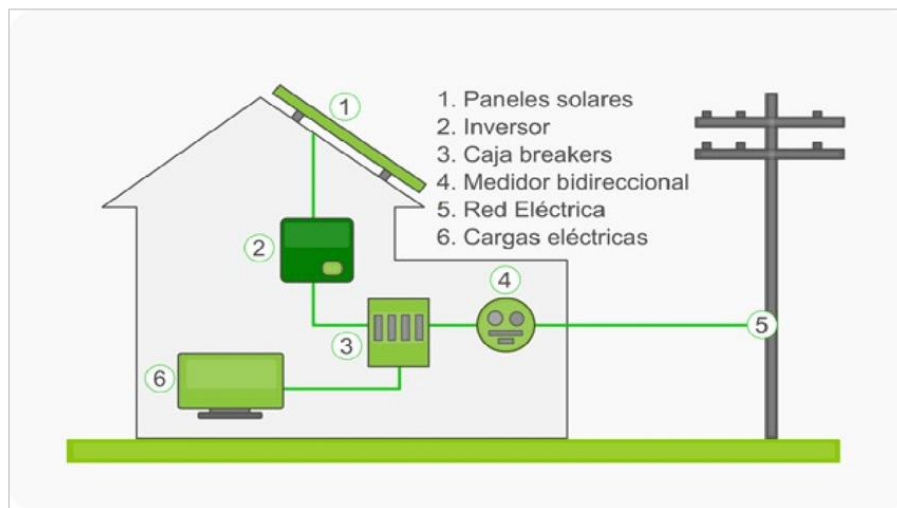 1. Paneles solares
2. Inversor
3. Caja breakers
4. Medidor bidireccional
5. Red Eléctrica
6. Cargas eléctricas
1
2
3
4
5
6